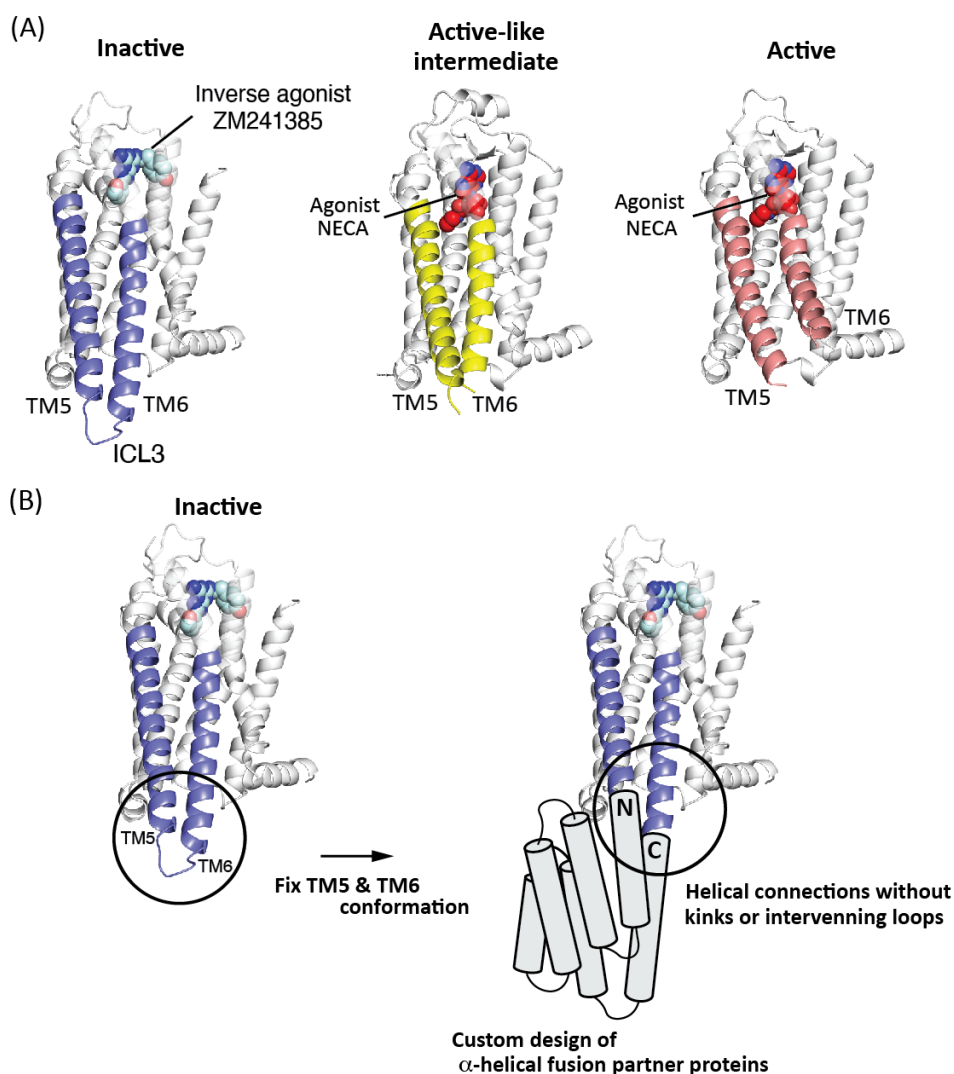 (A)
Inactive
Inverse agonist
ZM241385
TM5
TM6
ICL3
Active-like
intermediate
Agonist
NECA
TM5
TM6
Active
Agonist
NECA
TM6
TM5
(B)
Inactive
TM5
TM6
Fix TM5 & TM6
conformation
N
C
Helical connections without
kinks or intervenning loops
Custom design of
α-helical fusion partner proteins